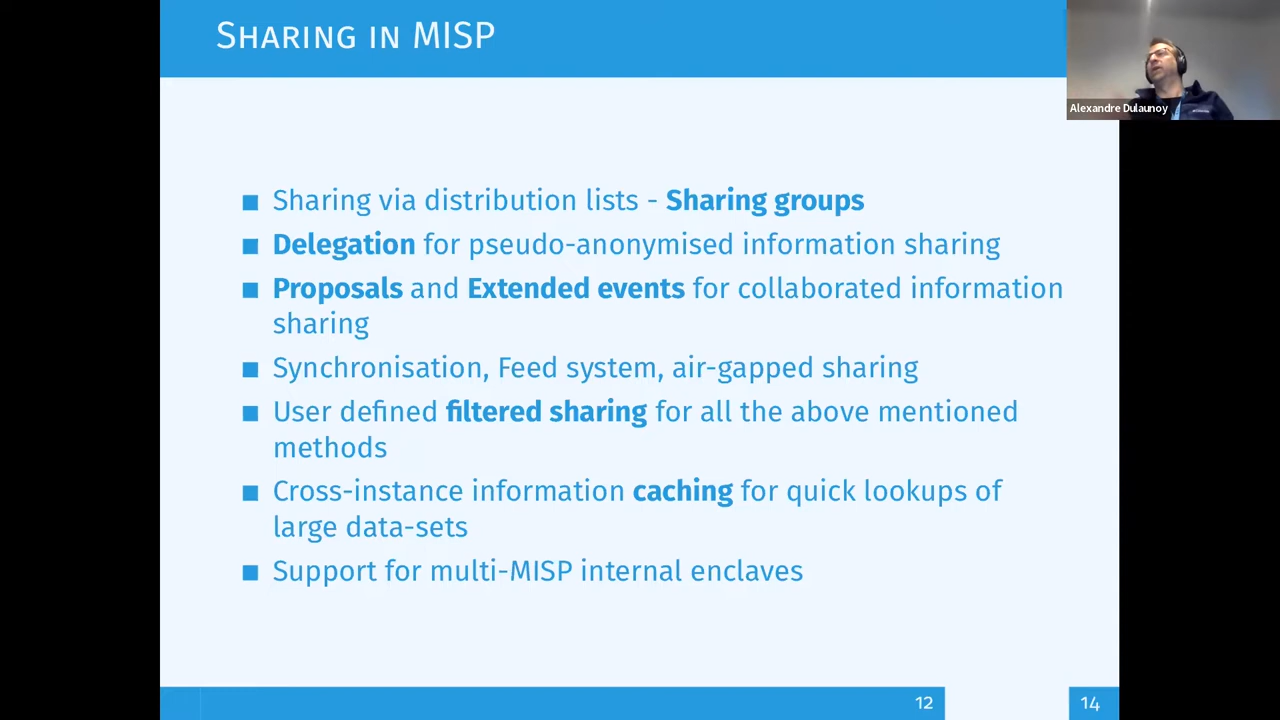 SHARING IN MISP
Alexandre Dulaunoy
■ Sharing via distribution lists - Sharing groups
■ Delegation for pseudo-anonymised information sharing
■ Proposals and Extended events for collaborated information
sharing
■ Synchronisation, Feed system, air-gapped sharing
■ User defined filtered sharing for all the above mentioned
methods
■ Cross-instance information caching for quick lookups of
large data-sets
■ Support for multi-MISP internal enclaves
12 14